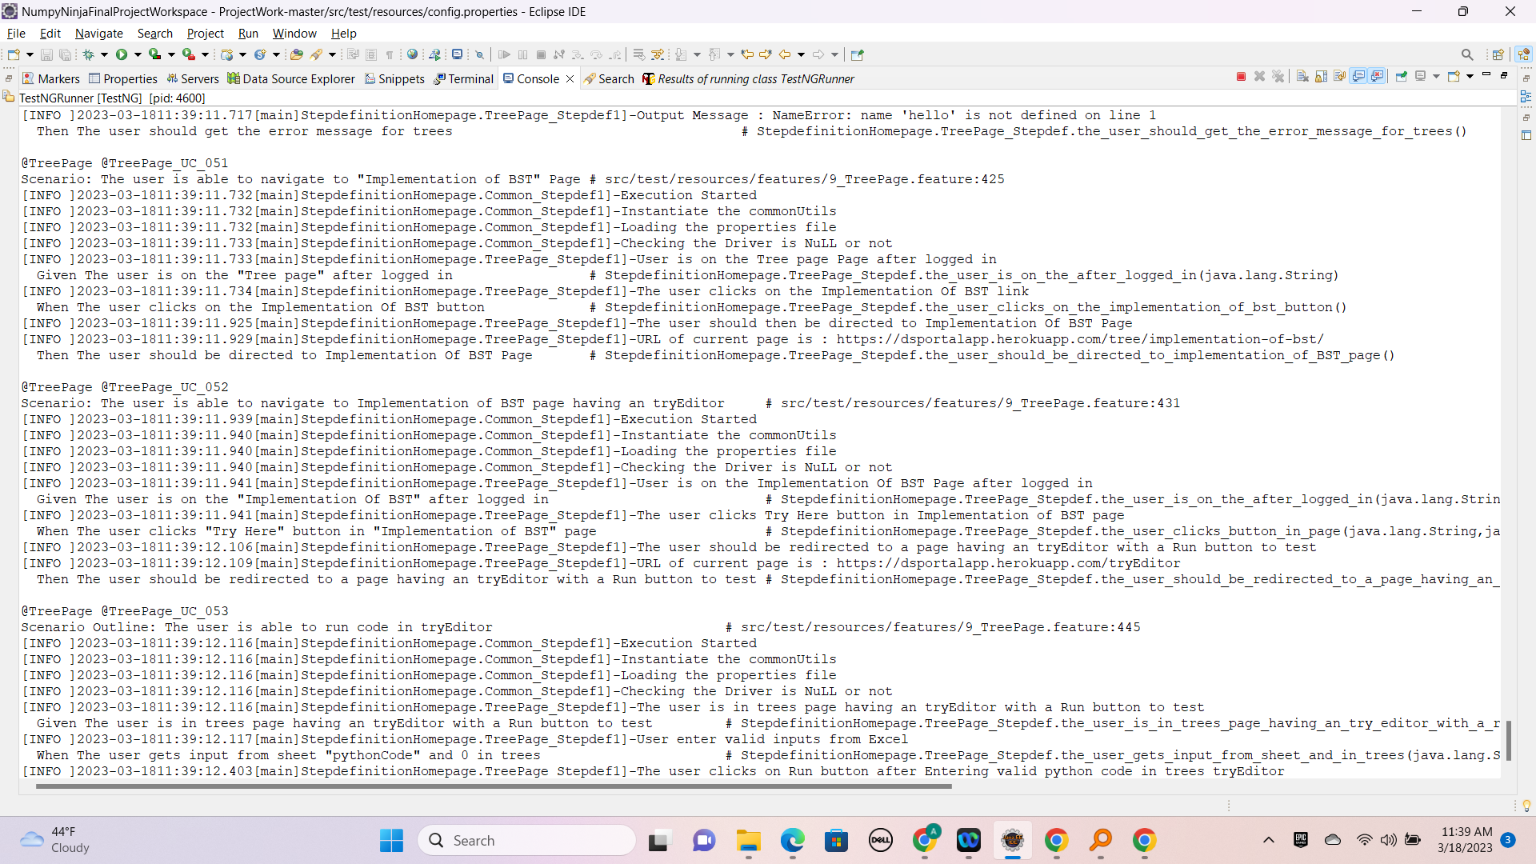 NumpyNinjaFinalProjectWorkspace - ProjectWork-master/src/test/resources/config.properties - Eclipse IDE
File Edit Navigate Search Project Run Window Help
Markers Properties Servers Data Source Explorer Snippets Terminal Console Search Results of running class TestNGRunner
TestNGRunner [TestNG] [pid: 4600]
[INFO ]2023-03-1811:39:11.717[main]StepdefinitionHomepage.TreePage_Stepdef1]-Output Message : NameError: name 'hello' is not defined on line 1
Then The user should get the error message for trees # StepdefinitionHomepage.TreePage_Stepdef.the_user_should_get_the_error_message_for_trees()
@TreePage @TreePage_UC_051
Scenario: The user is able to navigate to "Implementation of BST" Page # src/test/resources/features/9_TreePage.feature:425
[INFO ]2023-03-1811:39:11.732[main]StepdefinitionHomepage.Common_Stepdef1]-Execution Started
[INFO ]2023-03-1811:39:11.732[main]StepdefinitionHomepage.Common_Stepdef1]-Instantiate the commonUtils
[INFO ]2023-03-1811:39:11.732[main]StepdefinitionHomepage.Common_Stepdef1]-Loading the properties file
[INFO ]2023-03-1811:39:11.733[main]StepdefinitionHomepage.Common_Stepdef1]-Checking the Driver is NuLL or not
[INFO ]2023-03-1811:39:11.733[main]StepdefinitionHomepage.TreePage_Stepdef1]-User is on the Tree page Page after logged in
Given The user is on the "Tree page" after logged in # StepdefinitionHomepage.TreePage_Stepdef.the_user_is_on_the_after_logged_in(java.lang.String)
[INFO ]2023-03-1811:39:11.734[main]StepdefinitionHomepage.TreePage_Stepdef1]-The user clicks on the Implementation Of BST link
When The user clicks on the Implementation Of BST button # StepdefinitionHomepage.TreePage_Stepdef.the_user_clicks_on_the_implementation_of_bst_button()
[INFO ]2023-03-1811:39:11.925[main]StepdefinitionHomepage.TreePage_Stepdef1]-The user should then be directed to Implementation Of BST Page
[INFO ]2023-03-1811:39:11.929[main]StepdefinitionHomepage.TreePage_Stepdef1]-URL of current page is : https://dsportalapp.herokuapp.com/tree/implementation-of-bst/
Then The user should be directed to Implementation Of BST Page # StepdefinitionHomepage.TreePage_Stepdef.the_user_should_be_directed_to_implementation_of_BST_page()
@TreePage @TreePage_UC_052
Scenario: The user is able to navigate to Implementation of BST page having an tryEditor # src/test/resources/features/9_TreePage.feature:431
[INFO ]2023-03-1811:39:11.939[main]StepdefinitionHomepage.Common_Stepdef1]-Execution Started
[INFO ]2023-03-1811:39:11.940[main]StepdefinitionHomepage.Common_Stepdef1]-Instantiate the commonUtils
[INFO ]2023-03-1811:39:11.940[main]StepdefinitionHomepage.Common_Stepdef1]-Loading the properties file
[INFO ]2023-03-1811:39:11.940[main]StepdefinitionHomepage.Common_Stepdef1]-Checking the Driver is NuLL or not
[INFO ]2023-03-1811:39:11.941[main]StepdefinitionHomepage.TreePage_Stepdef1]-User is on the Implementation Of BST Page after logged in
Given The user is on the "Implementation Of BST" after logged in # StepdefinitionHomepage.TreePage_Stepdef.the_user_is_on_the_after_logged_in(java.lang.Strin
[INFO ]2023-03-1811:39:11.941[main]StepdefinitionHomepage.TreePage_Stepdef1]-The user clicks Try Here button in Implementation of BST page
When The user clicks "Try Here" button in "Implementation of BST" page # StepdefinitionHomepage.TreePage_Stepdef.the_user_clicks_button_in_page(java.lang.String,ja
[INFO ]2023-03-1811:39:12.106[main]StepdefinitionHomepage.TreePage_Stepdef1]-The user should be redirected to a page having an tryEditor with a Run button to test
[INFO ]2023-03-1811:39:12.109[main]StepdefinitionHomepage.TreePage_Stepdef1]-URL of current page is : https://dsportalapp.herokuapp.com/tryEditor
Then The user should be redirected to a page having an tryEditor with a Run button to test # StepdefinitionHomepage.TreePage_Stepdef.the_user_should_be_redirected_to_a_page_having_an_
@TreePage @TreePage_UC_053
Scenario Outline: The user is able to run code in tryEditor # src/test/resources/features/9_TreePage.feature:445
[INFO ]2023-03-1811:39:12.116[main]StepdefinitionHomepage.Common_Stepdef1]-Execution Started
[INFO ]2023-03-1811:39:12.116[main]StepdefinitionHomepage.Common_Stepdef1]-Instantiate the commonUtils
[INFO ]2023-03-1811:39:12.116[main]StepdefinitionHomepage.Common_Stepdef1]-Loading the properties file
[INFO ]2023-03-1811:39:12.116[main]StepdefinitionHomepage.Common_Stepdef1]-Checking the Driver is NuLL or not
[INFO ]2023-03-1811:39:12.116[main]StepdefinitionHomepage.TreePage_Stepdef1]-The user is in trees page having an tryEditor with a Run button to test
Given The user is in trees page having an tryEditor with a Run button to test # StepdefinitionHomepage.TreePage_Stepdef.the_user_is_in_trees_page_having_an_try_editor_with_a_r
[INFO ]2023-03-1811:39:12.117[main]StepdefinitionHomepage.TreePage_Stepdef1]-User enter valid inputs from Excel
When The user gets input from sheet "pythonCode" and 0 in trees # StepdefinitionHomepage.TreePage_Stepdef.the_user_gets_input_from_sheet_and_in_trees(java.lang.S
[INFO ]2023-03-1811:39:12.403[main]StepdefinitionHomepage.TreePage_Stepdef1]-The user clicks on Run button after Entering valid python code in trees tryEditor
44°F
Cloudy
Search
DELL
A
EPIC
11:39 AM
3/18/2023
3